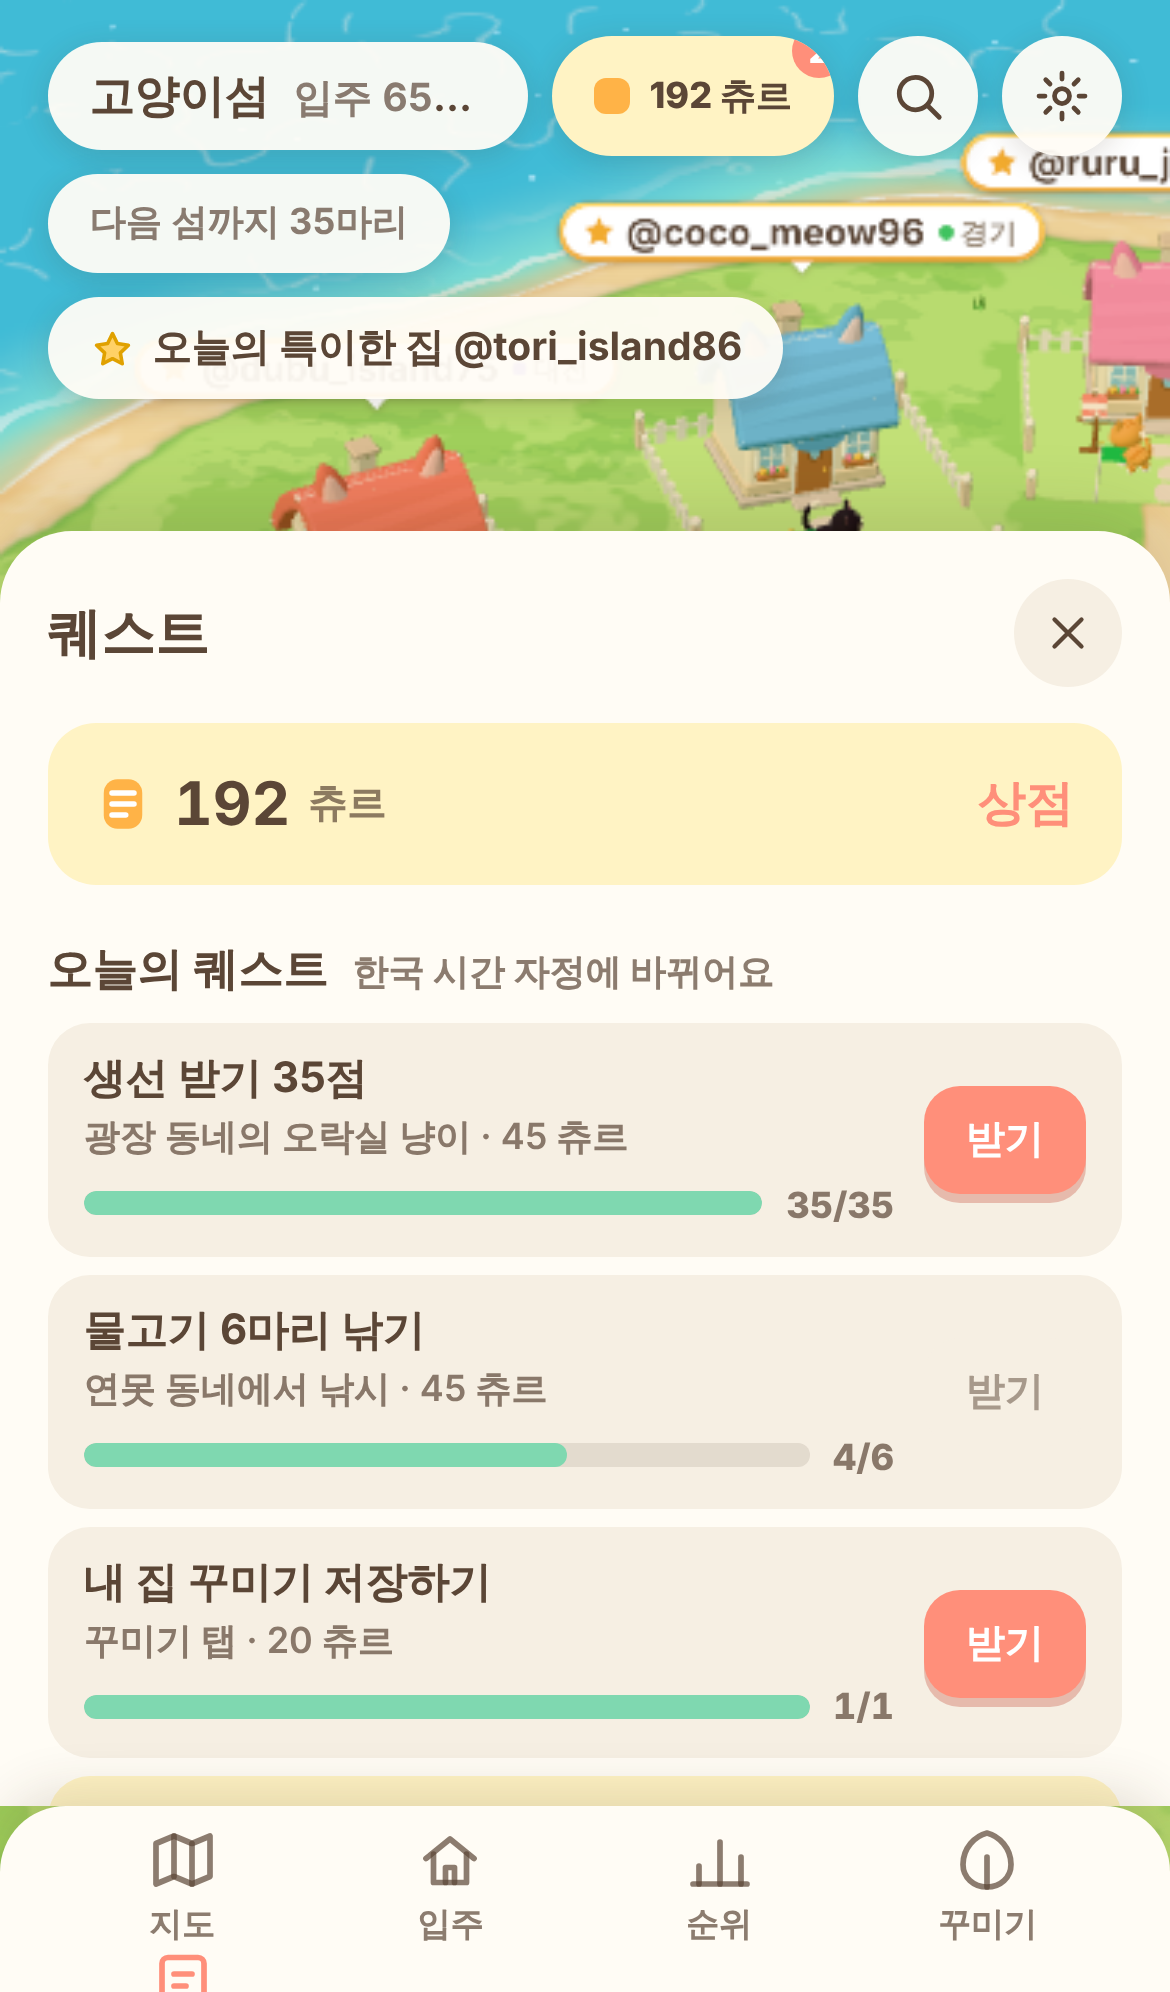 고양이섬 입주 65...
192 츄르
@ruru_j
다음 섬까지 35마리
@coco_meow96 경기
오늘의 특이한 집 @tori_island86
퀘스트
192 츄르
상점
오늘의 퀘스트 한국 시간 자정에 바뀌어요
생선 받기 35점
광장 동네의 오락실 냥이 · 45 츄르
35/35
받기
물고기 6마리 낚기
연못 동네에서 낚시 · 45 츄르
4/6
받기
내 집 꾸미기 저장하기
꾸미기 탭 · 20 츄르
1/1
받기
지도
입주
순위
꾸미기